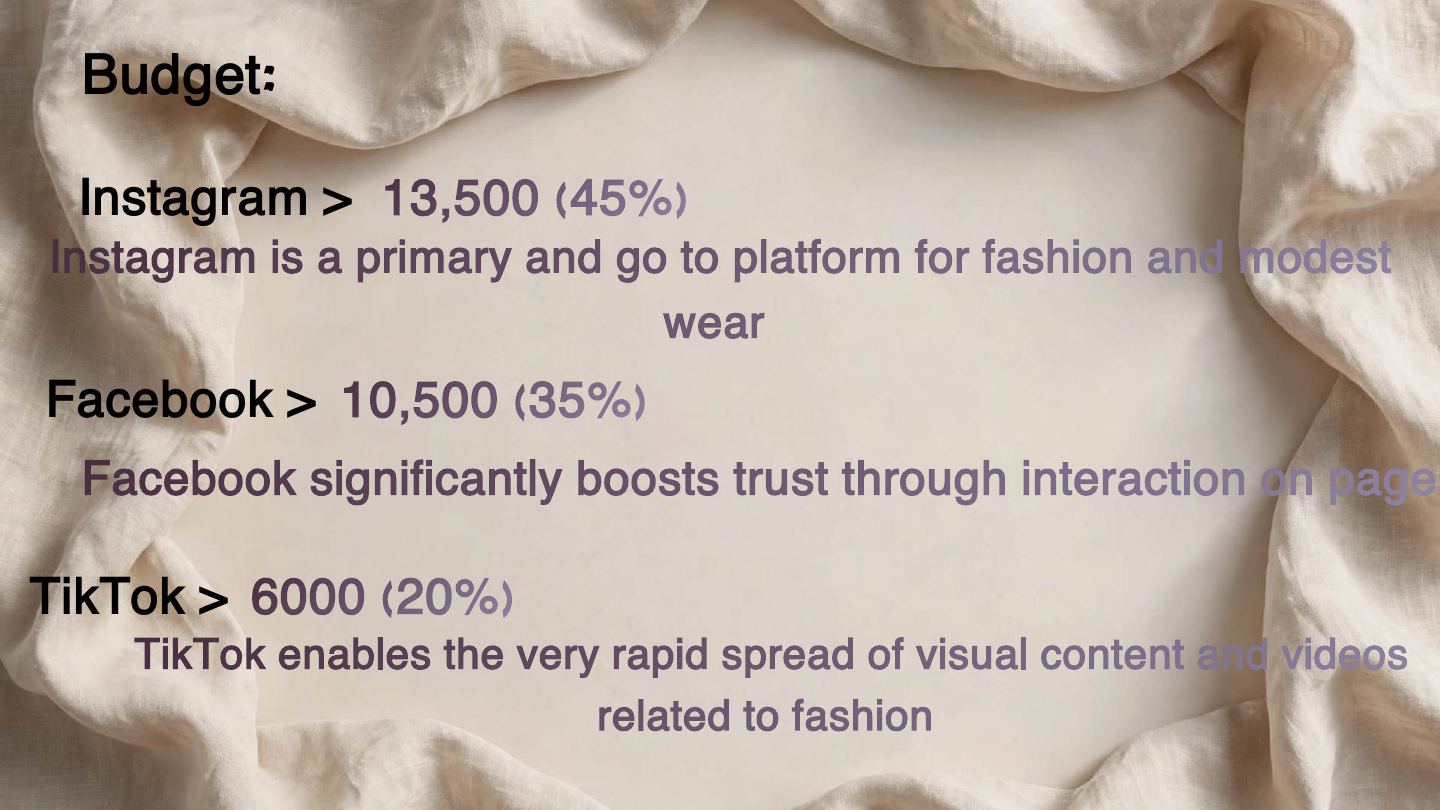 Budget:
Instagram > 13,500 (45%)
Instagram is a primary and go to platform for fashion and modest
wear
Facebook > 10,500 (35%)
Facebook significantly boosts trust through interaction on page
TikTok > 6000 (20%)
TikTok enables the very rapid spread of visual content and videos
related to fashion